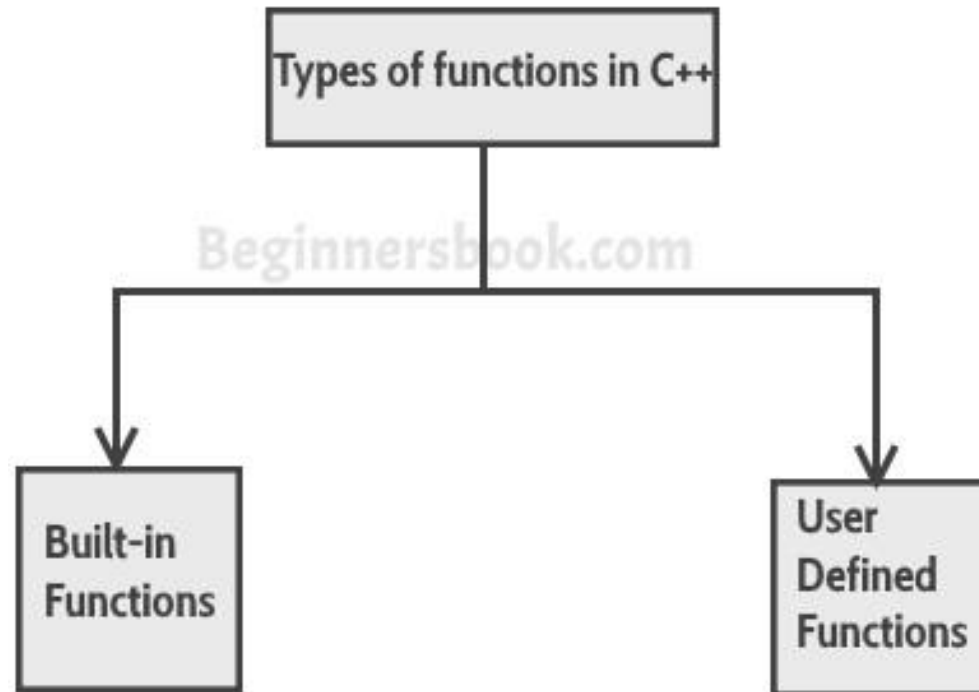 Types of functions in C++
Beginnersbook.com
Built-in
Functions
User
Defined
Functions